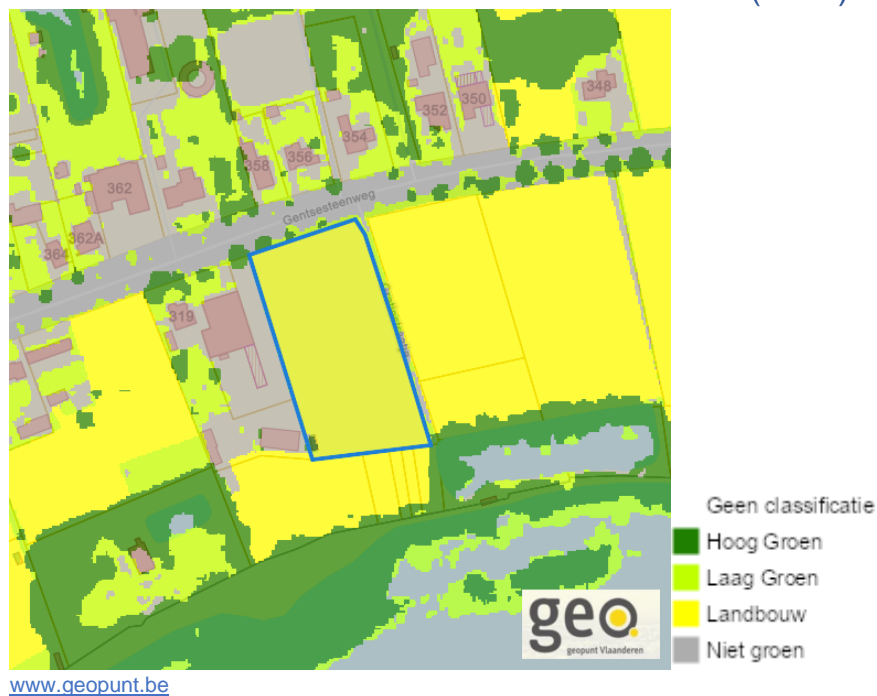 348
350
352
354
356
358
362
Gentsesteenweg
362A
364
319
geo
geopunt Vlaanderen
Geen classificatie
Hoog Groen
Laag Groen
Landbouw
Niet groen
www.geopunt.be